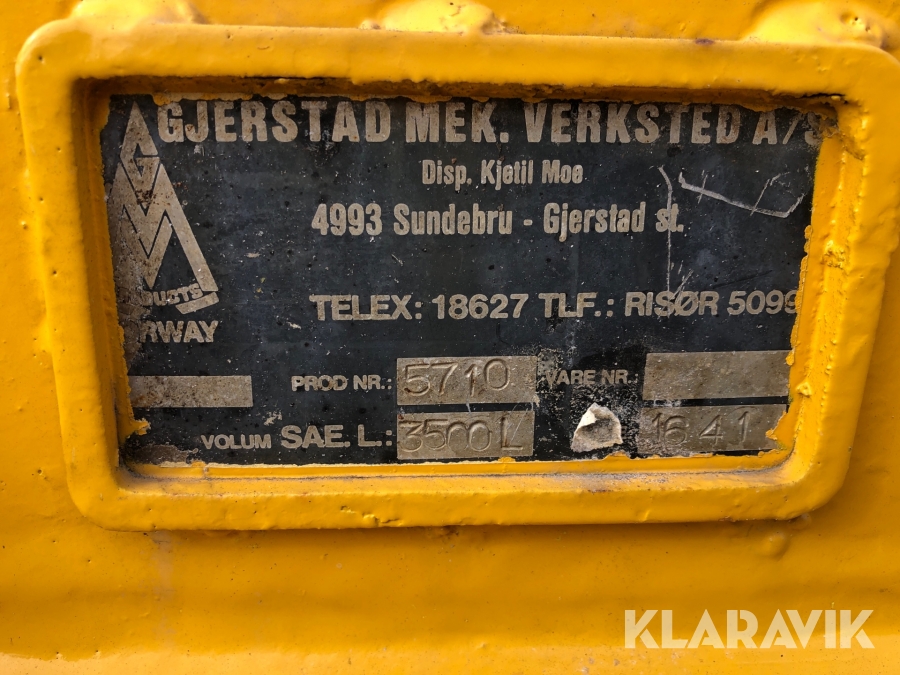 GJERSTAD MEK. VERKSTED A/S
Disp. Kjetil Moe
4993 Sundebru - Gjerstad st.
TELEX: 18627 TLF.: RISØR 5099
GM
PROD NR.: 5710 VARE NR.:
VOLUM SAE. L.: 3500 L 1641
KLARAVIK